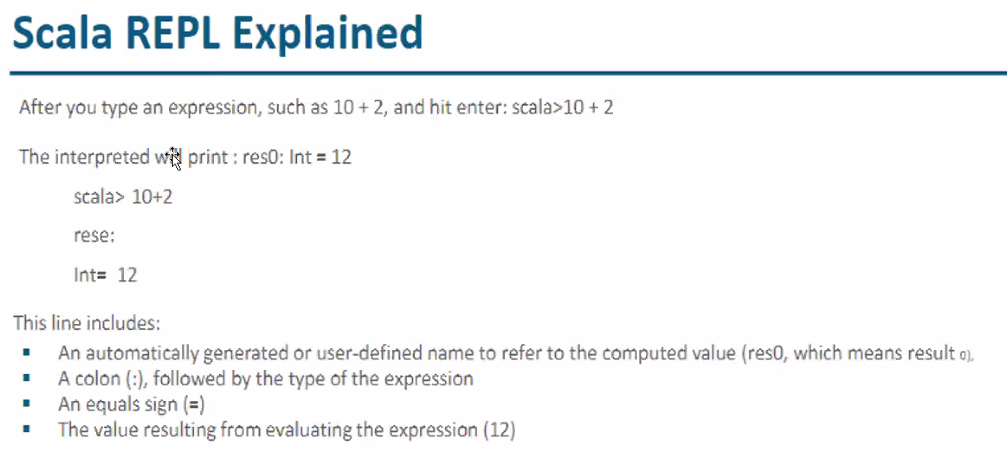 Scala REPL Explained
After you type an expression, such as 10 + 2, and hit enter: scala>10 + 2
The interpreted will print : res0: Int = 12
scala> 10+2
rese:
Int= 12
This line includes:
▪ An automatically generated or user-defined name to refer to the computed value (res0, which means result 0),
▪ A colon (:), followed by the type of the expression
▪ An equals sign (=)
▪ The value resulting from evaluating the expression (12)